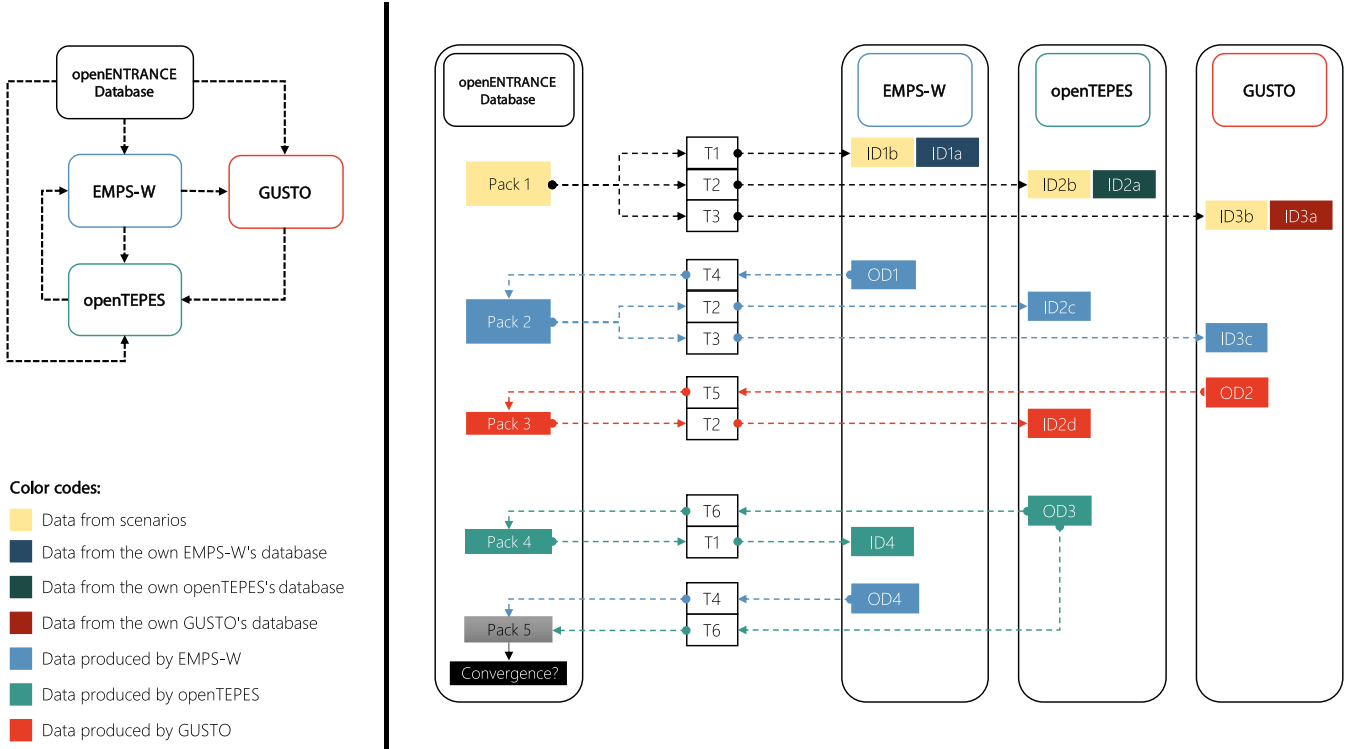 openENTRANCE
Database
EMPS-W
GUSTO
openTEPES
Color codes:
Data from scenarios
Data from the own EMPS-W's database
Data from the own openTEPES's database
Data from the own GUSTO's database
Data produced by EMPS-W
Data produced by openTEPES
Data produced by GUSTO
openENTRANCE
Database
EMPS-W
openTEPES
GUSTO
T1
ID1b
ID1a
Pack 1
T2
ID2b
ID2a
T3
ID3b
ID3a
T4
OD1
Pack 2
T2
ID2c
T3
ID3c
T5
OD2
Pack 3
T2
ID2d
T6
OD3
Pack 4
T1
ID4
T4
OD4
Pack 5
T6
Convergence?